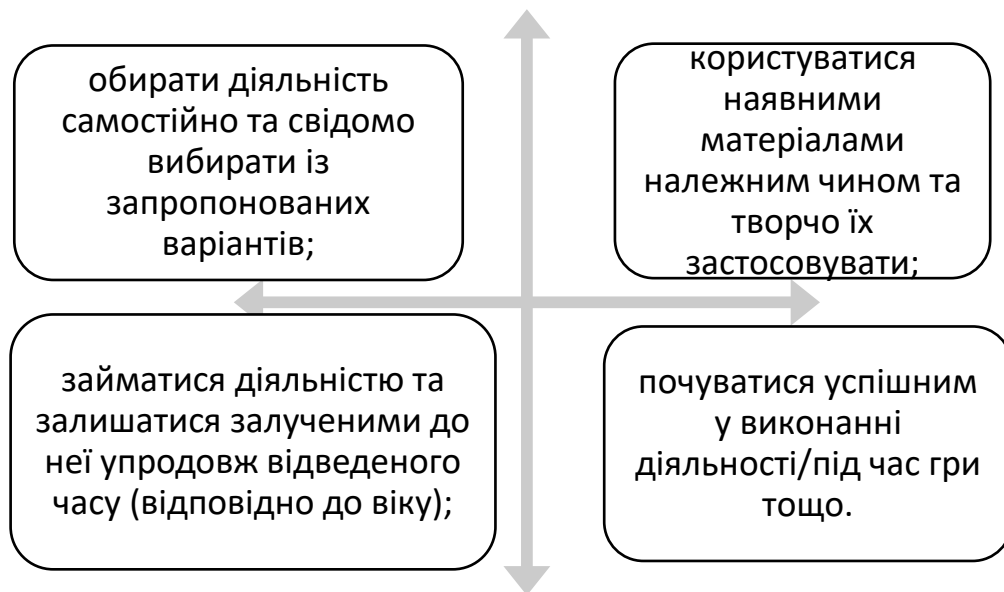 обирати діяльність
самостійно та свідомо
вибирати із
запропонованих
варіантів;
користуватися
наявними
матеріалами
належним чином та
творчо їх
застосовувати;
займатися діяльністю та
залишатися залученими до
неї упродовж відведеного
часу (відповідно до віку);
почуватися успішним
у виконанні
діяльності/під час гри
тощо.